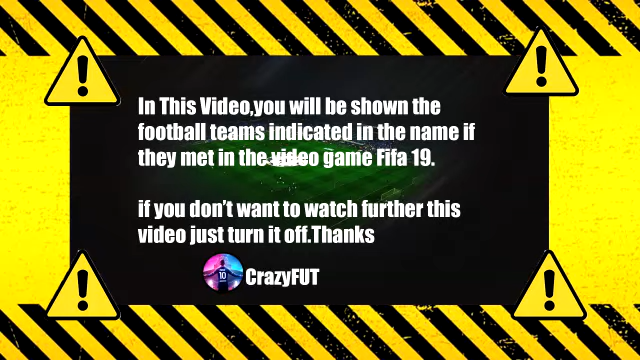 In This Video,you will be shown the
football teams indicated in the name if
they met in the video game Fifa 19.
if you don't want to watch further this
video just turn it off.Thanks
10
CrazyFUT